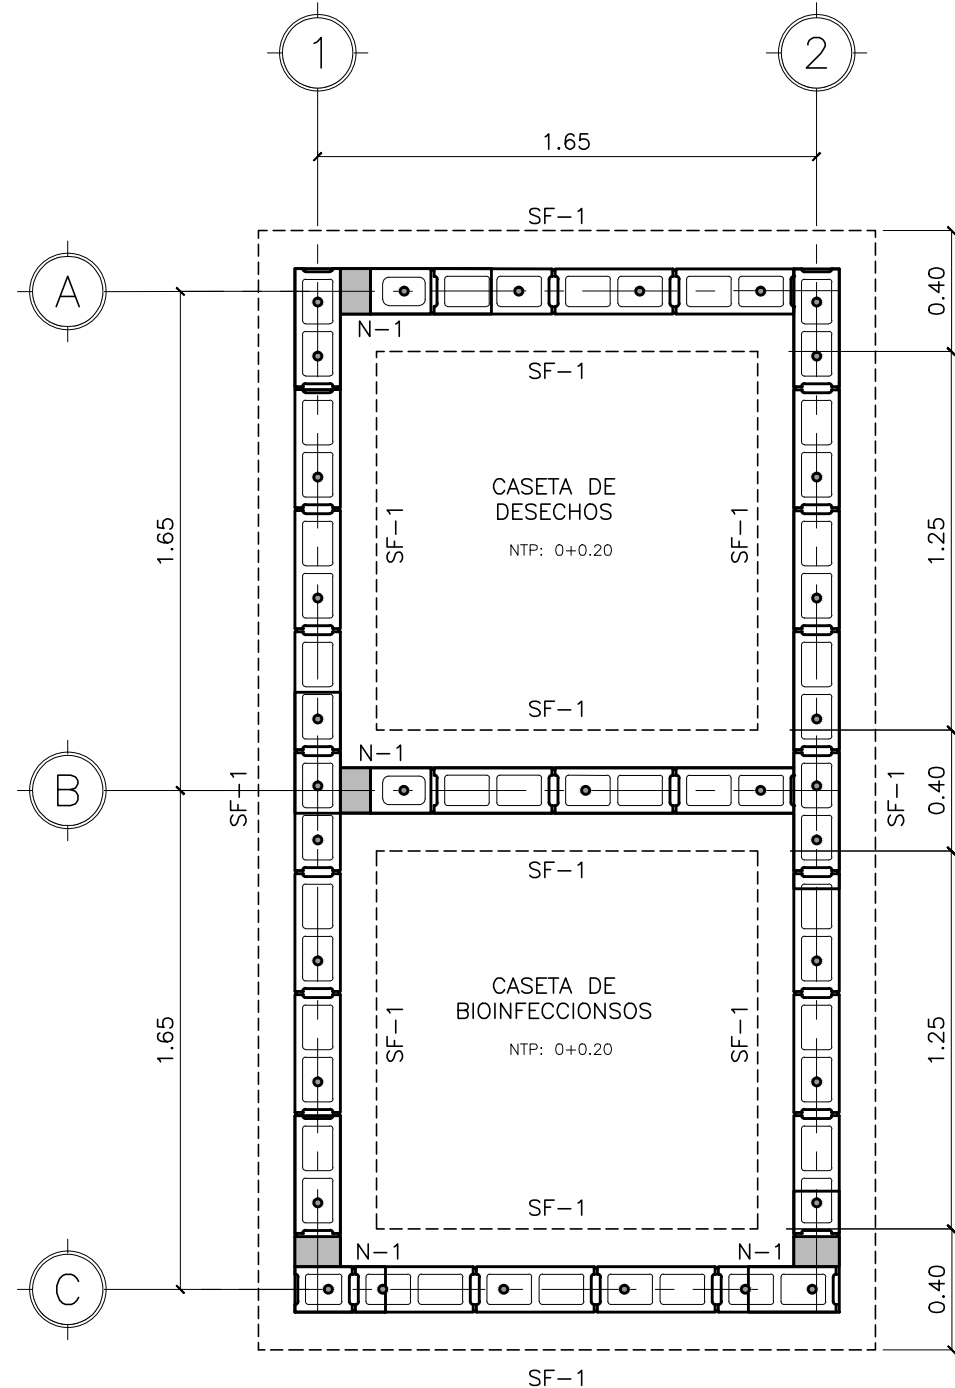 1
2
1.65
SF-1
A
0.40
N-1
SF-1
CASETA DE
DESECHOS
NTP: 0+0.20
SF-1
SF-1
1.65
1.25
SF-1
N-1
B
SF-1
SF-1
0.40
SF-1
CASETA DE
BIOINFECCIONSOS
NTP: 0+0.20
SF-1
SF-1
1.65
1.25
SF-1
N-1
N-1
C
0.40
SF-1